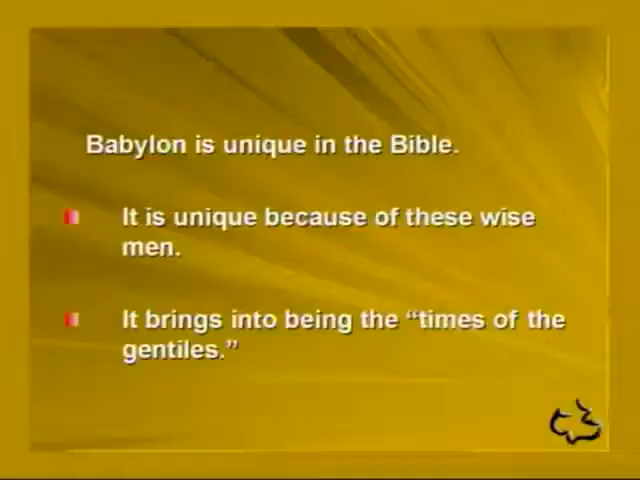 Babylon is unique in the Bible.
It is unique because of these wise
men.
It brings into being the “times of the
gentiles.”